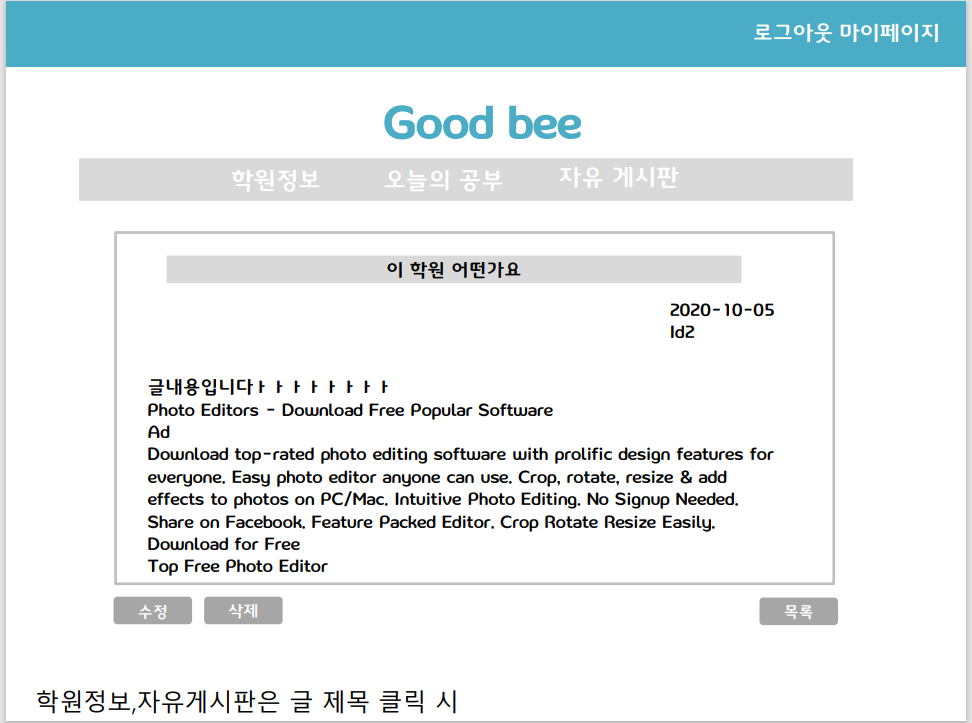 로그아웃 마이페이지
Good bee
학원정보 오늘의 공부 자유 게시판
이 학원 어떤가요
2020-10-05
Id2
글내용입니다ㅏㅏㅏㅏㅏㅏㅏㅏ
Photo Editors - Download Free Popular Software
Ad
Download top-rated photo editing software with prolific design features for
everyone. Easy photo editor anyone can use. Crop, rotate, resize & add
effects to photos on PC/Mac. Intuitive Photo Editing. No Signup Needed.
Share on Facebook. Feature Packed Editor. Crop Rotate Resize Easily.
Download for Free
Top Free Photo Editor
수정 삭제 목록
학원정보,자유게시판은 글 제목 클릭 시